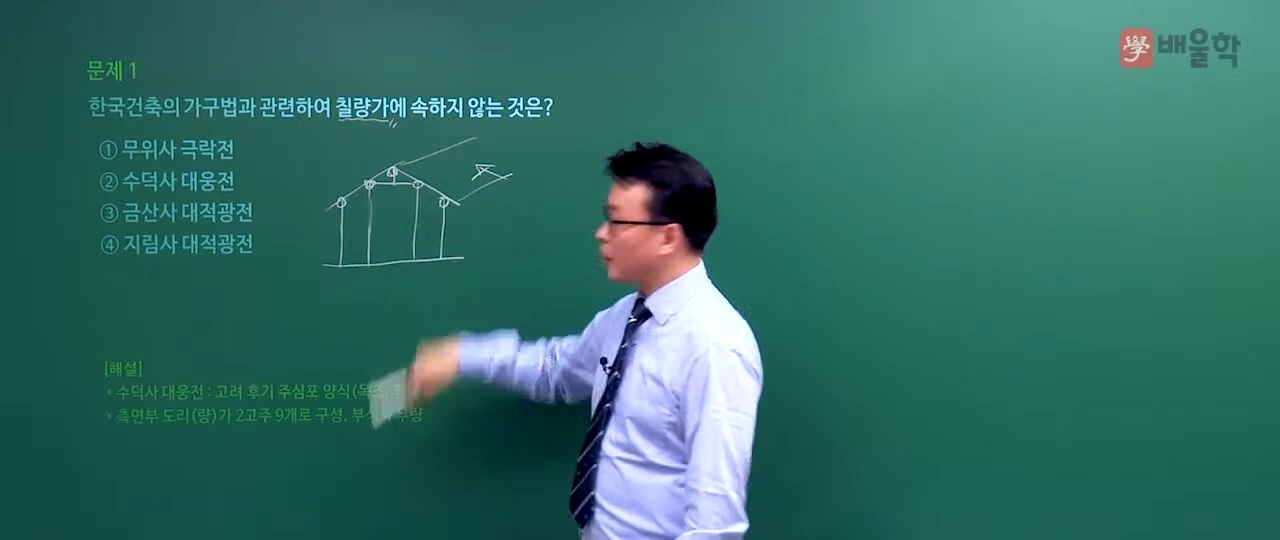 學 배울학
문제 1
한국건축의 가구법과 관련하여 칠량가에 속하지 않는 것은?
① 무위사 극락전
② 수덕사 대웅전
③ 금산사 대적광전
④ 지림사 대적광전
[해설]
• 수덕사 대웅전 : 고려 후기 주심포 양식
• 측면부 도리(량)가 2고주 9개로 구성,